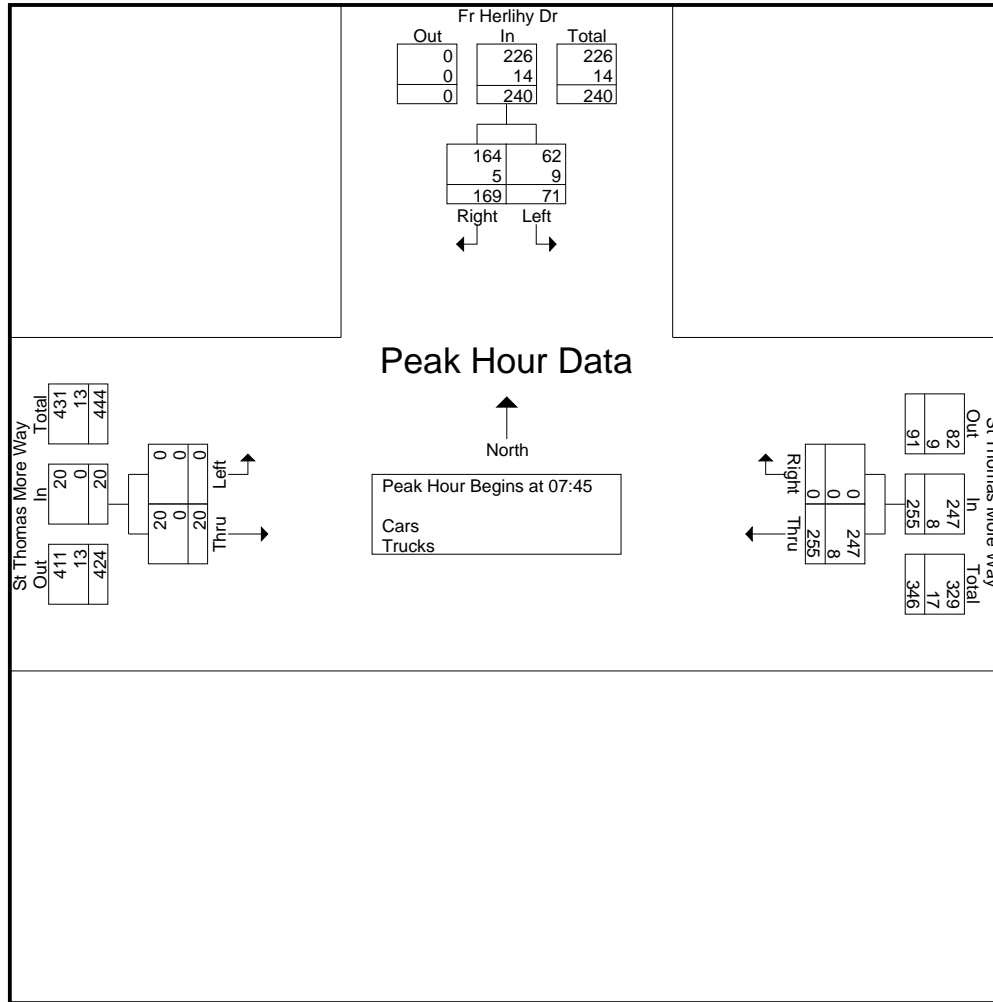 Fr Herlihy Dr
Out In Total
0 226 226
0 14 14
0 240 240
164 62
5 9
169 71
Right Left
Peak Hour Data
North
Peak Hour Begins at 07:45
Cars
Trucks
St Thomas More Way
Total In Out
431 20 411
13 0 13
444 20 424
Left Thru
0 20
0 0
0 20
St Thomas More Way
Out In Total
82 247 329
9 8 17
91 255 346
Right Thru
0 247
0 8
0 255